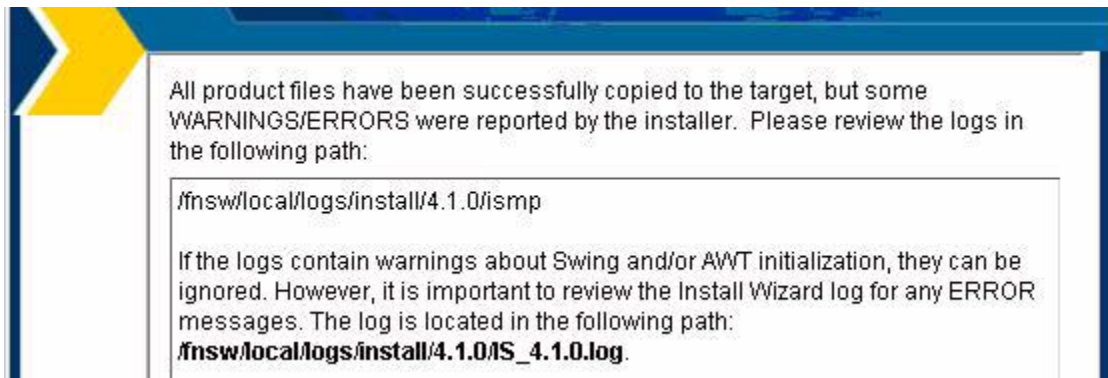 All product files have been successfully copied to the target, but some
WARNINGS/ERRORS were reported by the installer.  Please review the logs in
the following path:
/fnsw/local/logs/install/4.1.0/ismp
If the logs contain warnings about Swing and/or AWT initialization, they can be
ignored. However, it is important to review the Install Wizard log for any ERROR
messages. The log is located in the following path:
/fnsw/local/logs/install/4.1.0/IS_4.1.0.log.